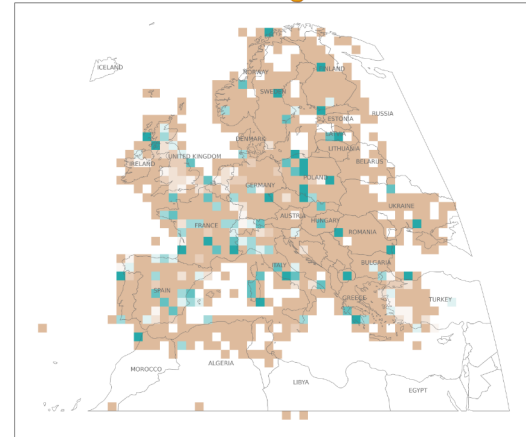 ICELAND
NORWAY
FINLAND
SWEDEN
ESTONIA
RUSSIA
LATVIA
DENMARK
LITHUANIA
UNITED KINGDOM
IRELAND
BELARUS
POLAND
GERMANY
UKRAINE
AUSTRIA
HUNGARY
FRANCE
ROMANIA
ITALY
BULGARIA
SPAIN
GREECE
TURKEY
ALGERIA
MOROCCO
LIBYA
EGYPT